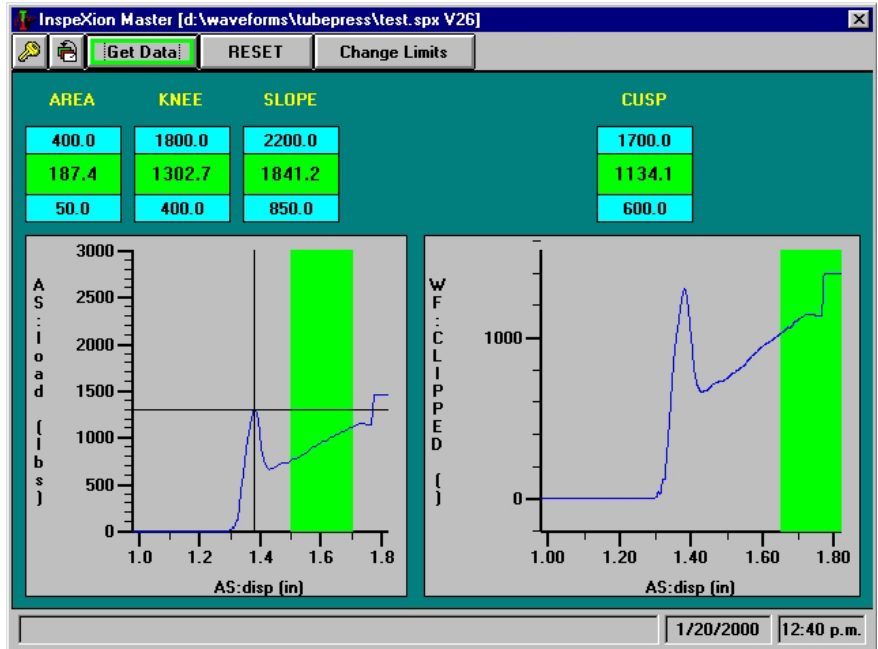 InspeXion Master [d:\waveforms\tubepress\test.spx V26]
Get Data RESET Change Limits
AREA KNEE SLOPE CUSP
400.0 1800.0 2200.0 1700.0
187.4 1302.7 1841.2 1134.1
50.0 400.0 850.0 600.0
AS:load (lbs)
3000
2500
2000
1500
1000
500
0
1.0 1.2 1.4 1.6 1.8
AS:disp (in)
WF:CLIPPED ()
1000
0
1.00 1.20 1.40 1.60 1.80
AS:disp (in)
1/20/2000 12:40 p.m.